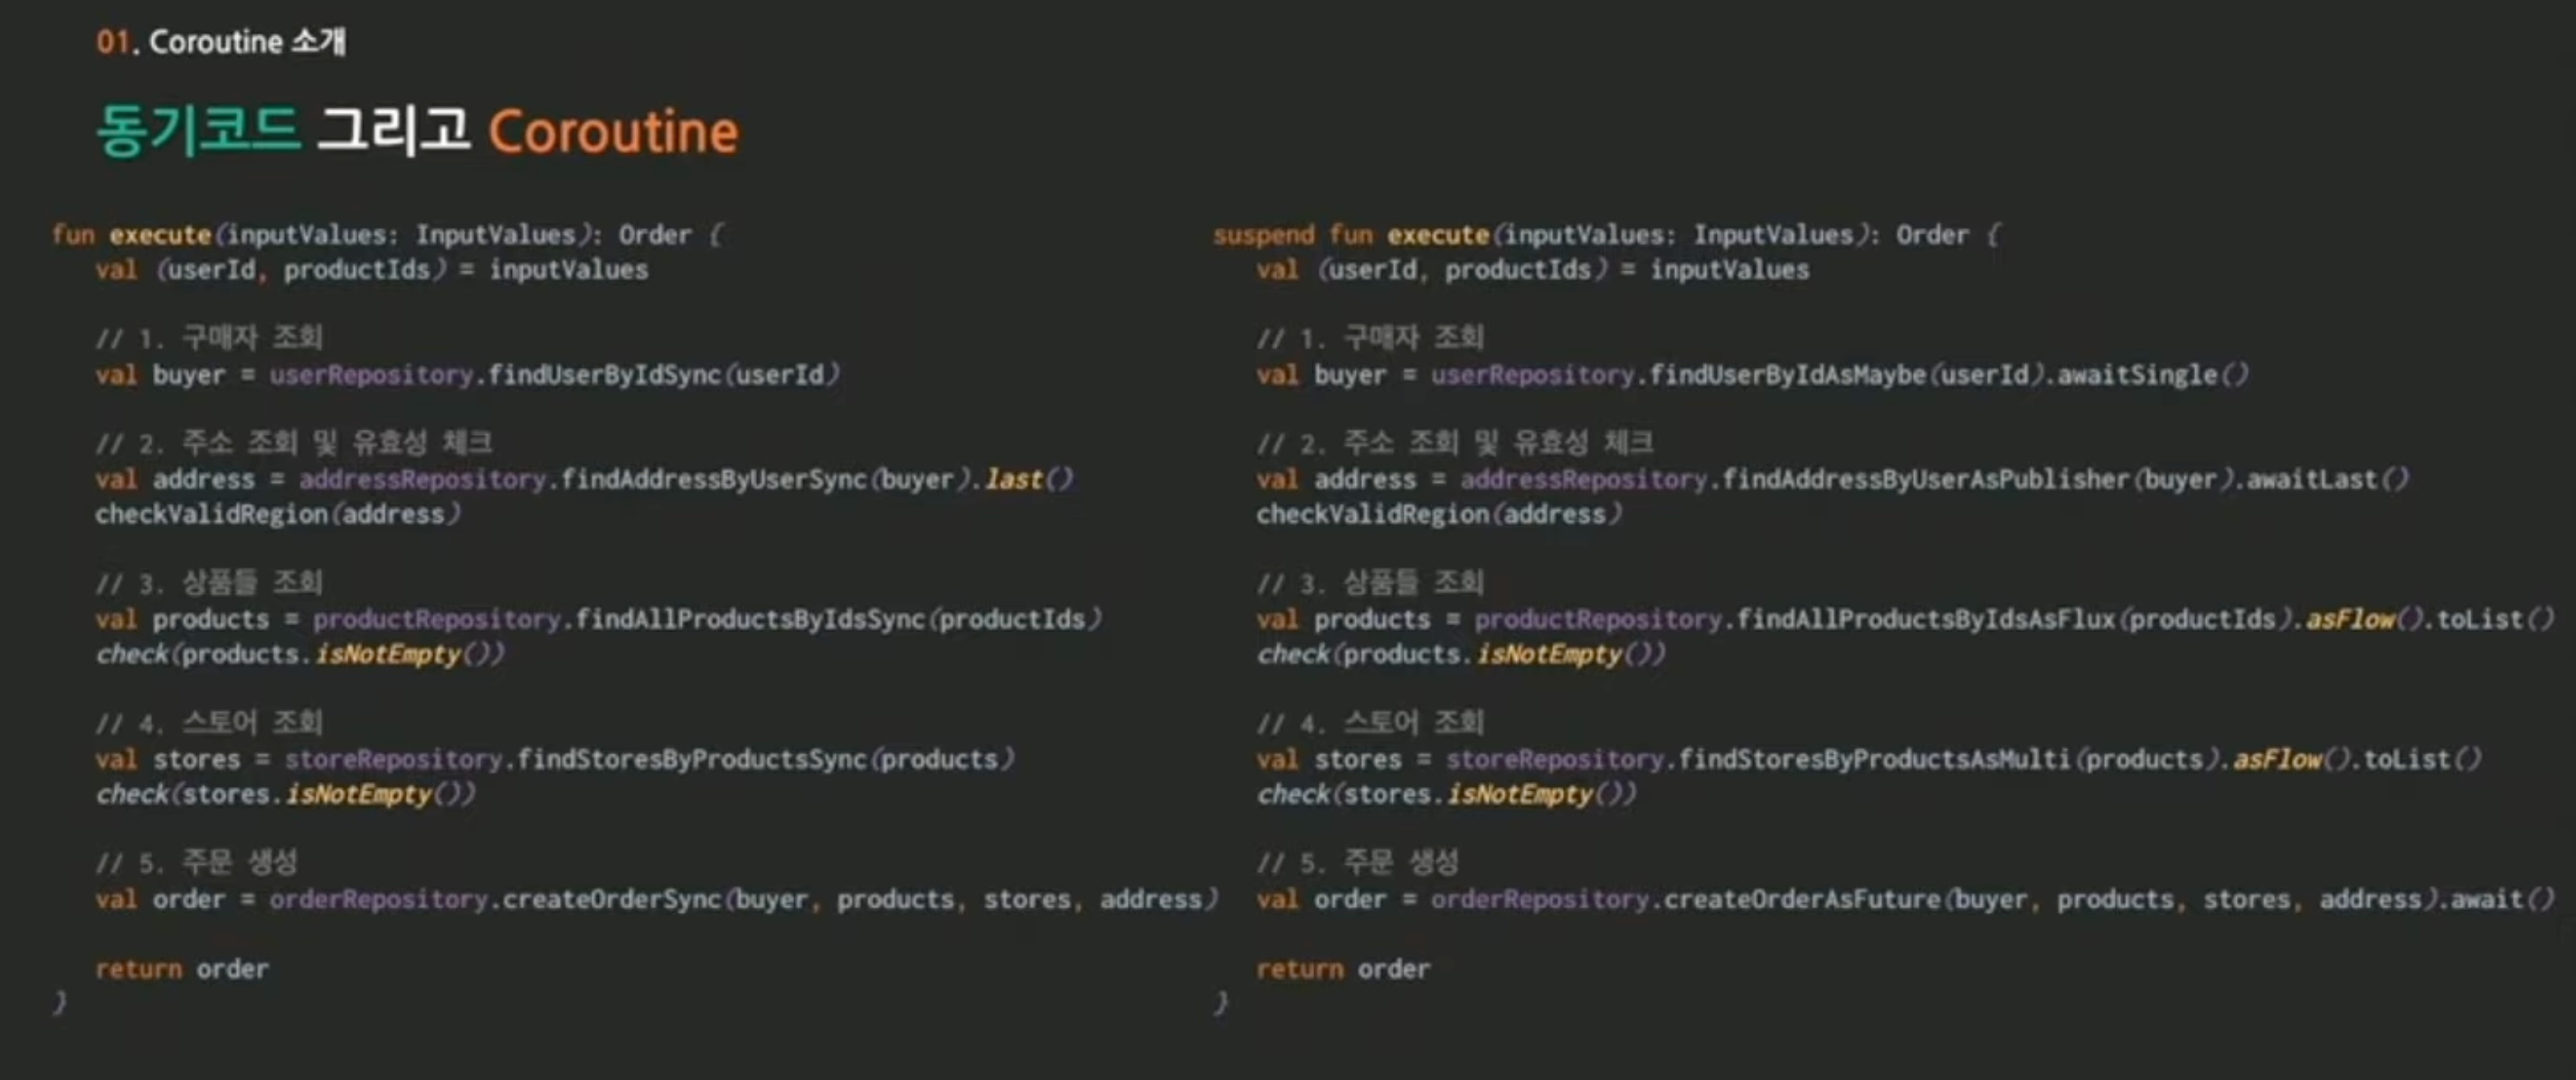 01. Coroutine 소개
동기코드 그리고 Coroutine
fun execute(inputValues: InputValues): Order {
val (userId, productIds) = inputValues
// 1. 구매자 조회
val buyer = userRepository.findUserByIdSync(userId)
// 2. 주소 조회 및 유효성 체크
val address = addressRepository.findAddressByUserSync(buyer).last()
checkValidRegion(address)
// 3. 상품들 조회
val products = productRepository.findAllProductsByIdsSync(productIds)
check(products.isNotEmpty())
// 4. 스토어 조회
val stores = storeRepository.findStoresByProductsSync(products)
check(stores.isNotEmpty())
// 5. 주문 생성
val order = orderRepository.createOrderSync(buyer, products, stores, address)
return order
}
suspend fun execute(inputValues: InputValues): Order {
val (userId, productIds) = inputValues
// 1. 구매자 조회
val buyer = userRepository.findUserByIdAsMaybe(userId).awaitSingle()
// 2. 주소 조회 및 유효성 체크
val address = addressRepository.findAddressByUserAsPublisher(buyer).awaitLast()
checkValidRegion(address)
// 3. 상품들 조회
val products = productRepository.findAllProductsByIdsAsFlux(productIds).asFlow().toList()
check(products.isNotEmpty())
// 4. 스토어 조회
val stores = storeRepository.findStoresByProductsAsMulti(products).asFlow().toList()
check(stores.isNotEmpty())
// 5. 주문 생성
val order = orderRepository.createOrderAsFuture(buyer, products, stores, address).await()
return order
}